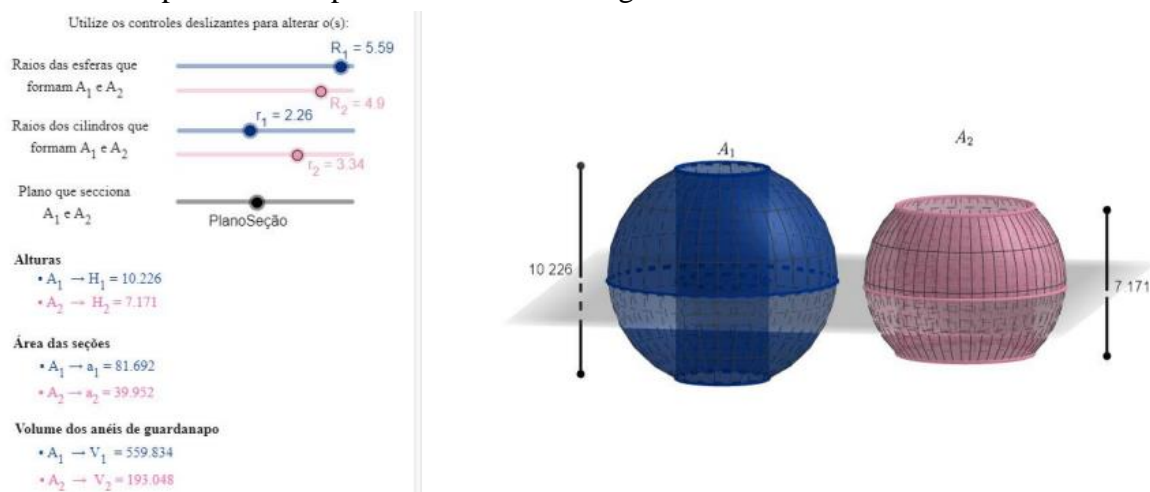 Utilize os controles deslizantes para alterar o(s):
R₁ = 5.59
Raios das esferas que
formam A₁ e A₂
R₂ = 4.9
r₁ = 2.26
Raios dos cilindros que
formam A₁ e A₂
r₂ = 3.34
Plano que secciona
A₁ e A₂
PlanoSeção
Alturas
• A₁ → H₁ = 10.226
• A₂ → H₂ = 7.171
Área das seções
• A₁ → a₁ = 81.692
• A₂ → a₂ = 39.952
Volume dos anéis de guardanapo
• A₁ → V₁ = 559.834
• A₂ → V₂ = 193.048
A₁
A₂
10.226
7.171